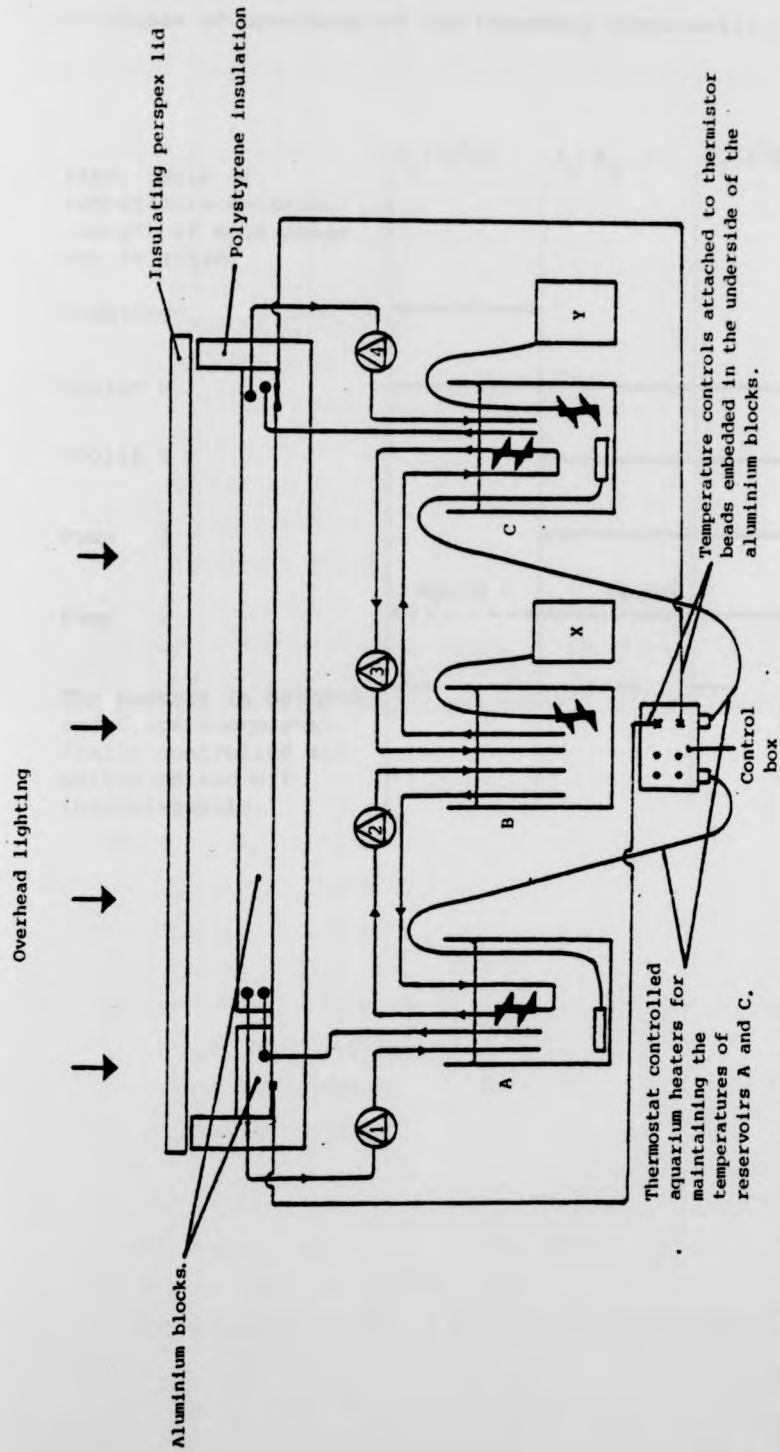 Overhead lighting
Insulating perspex lid
Polystyrene insulation
Aluminium blocks.
1
2
3
4
A
B
C
X
Y
Control
box
Thermostat controlled
aquarium heaters for
maintaining the
temperatures of
reservoirs A and C.
Temperature controls attached to thermistor
beads embedded in the underside of the
aluminium blocks.